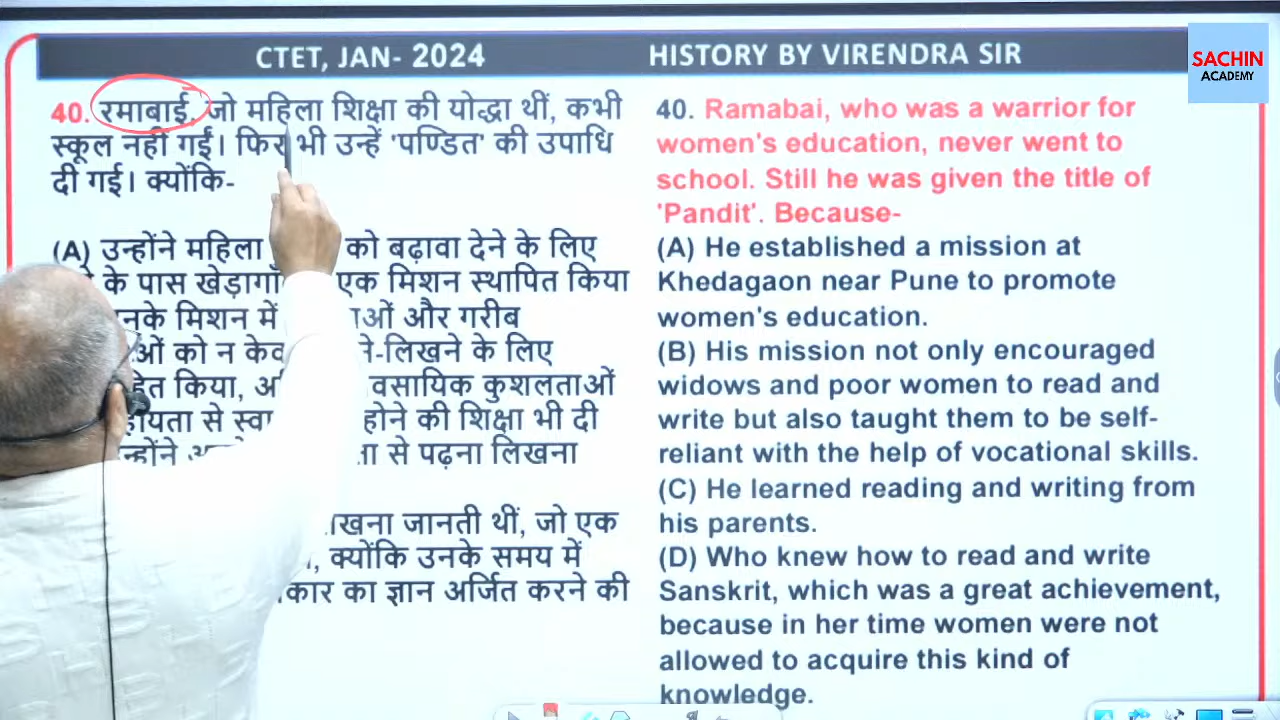 CTET, JAN- 2024
HISTORY BY VIRENDRA SIR
SACHIN
ACADEMY
40. रमाबाई, जो महिला शिक्षा की योद्धा थीं, कभी
स्कूल नहीं गईं। फिर भी उन्हें 'पण्डित' की उपाधि
दी गई। क्योंकि-
(A) उन्होंने महिला को बढ़ावा देने के लिए
के पास खेड़ागाँ एक मिशन स्थापित किया
मिशन में और गरीब
को न लिखने के लिए
किया, कुशलताओं
से होने की शिक्षा भी दी
से पढ़ना लिखना
जानती थीं, जो एक
क्योंकि उनके समय में
का ज्ञान अर्जित करने की
40. Ramabai, who was a warrior for
women's education, never went to
school. Still he was given the title of
'Pandit'. Because-
(A) He established a mission at
Khedagaon near Pune to promote
women's education.
(B) His mission not only encouraged
widows and poor women to read and
write but also taught them to be self-
reliant with the help of vocational skills.
(C) He learned reading and writing from
his parents.
(D) Who knew how to read and write
Sanskrit, which was a great achievement,
because in her time women were not
allowed to acquire this kind of
knowledge.